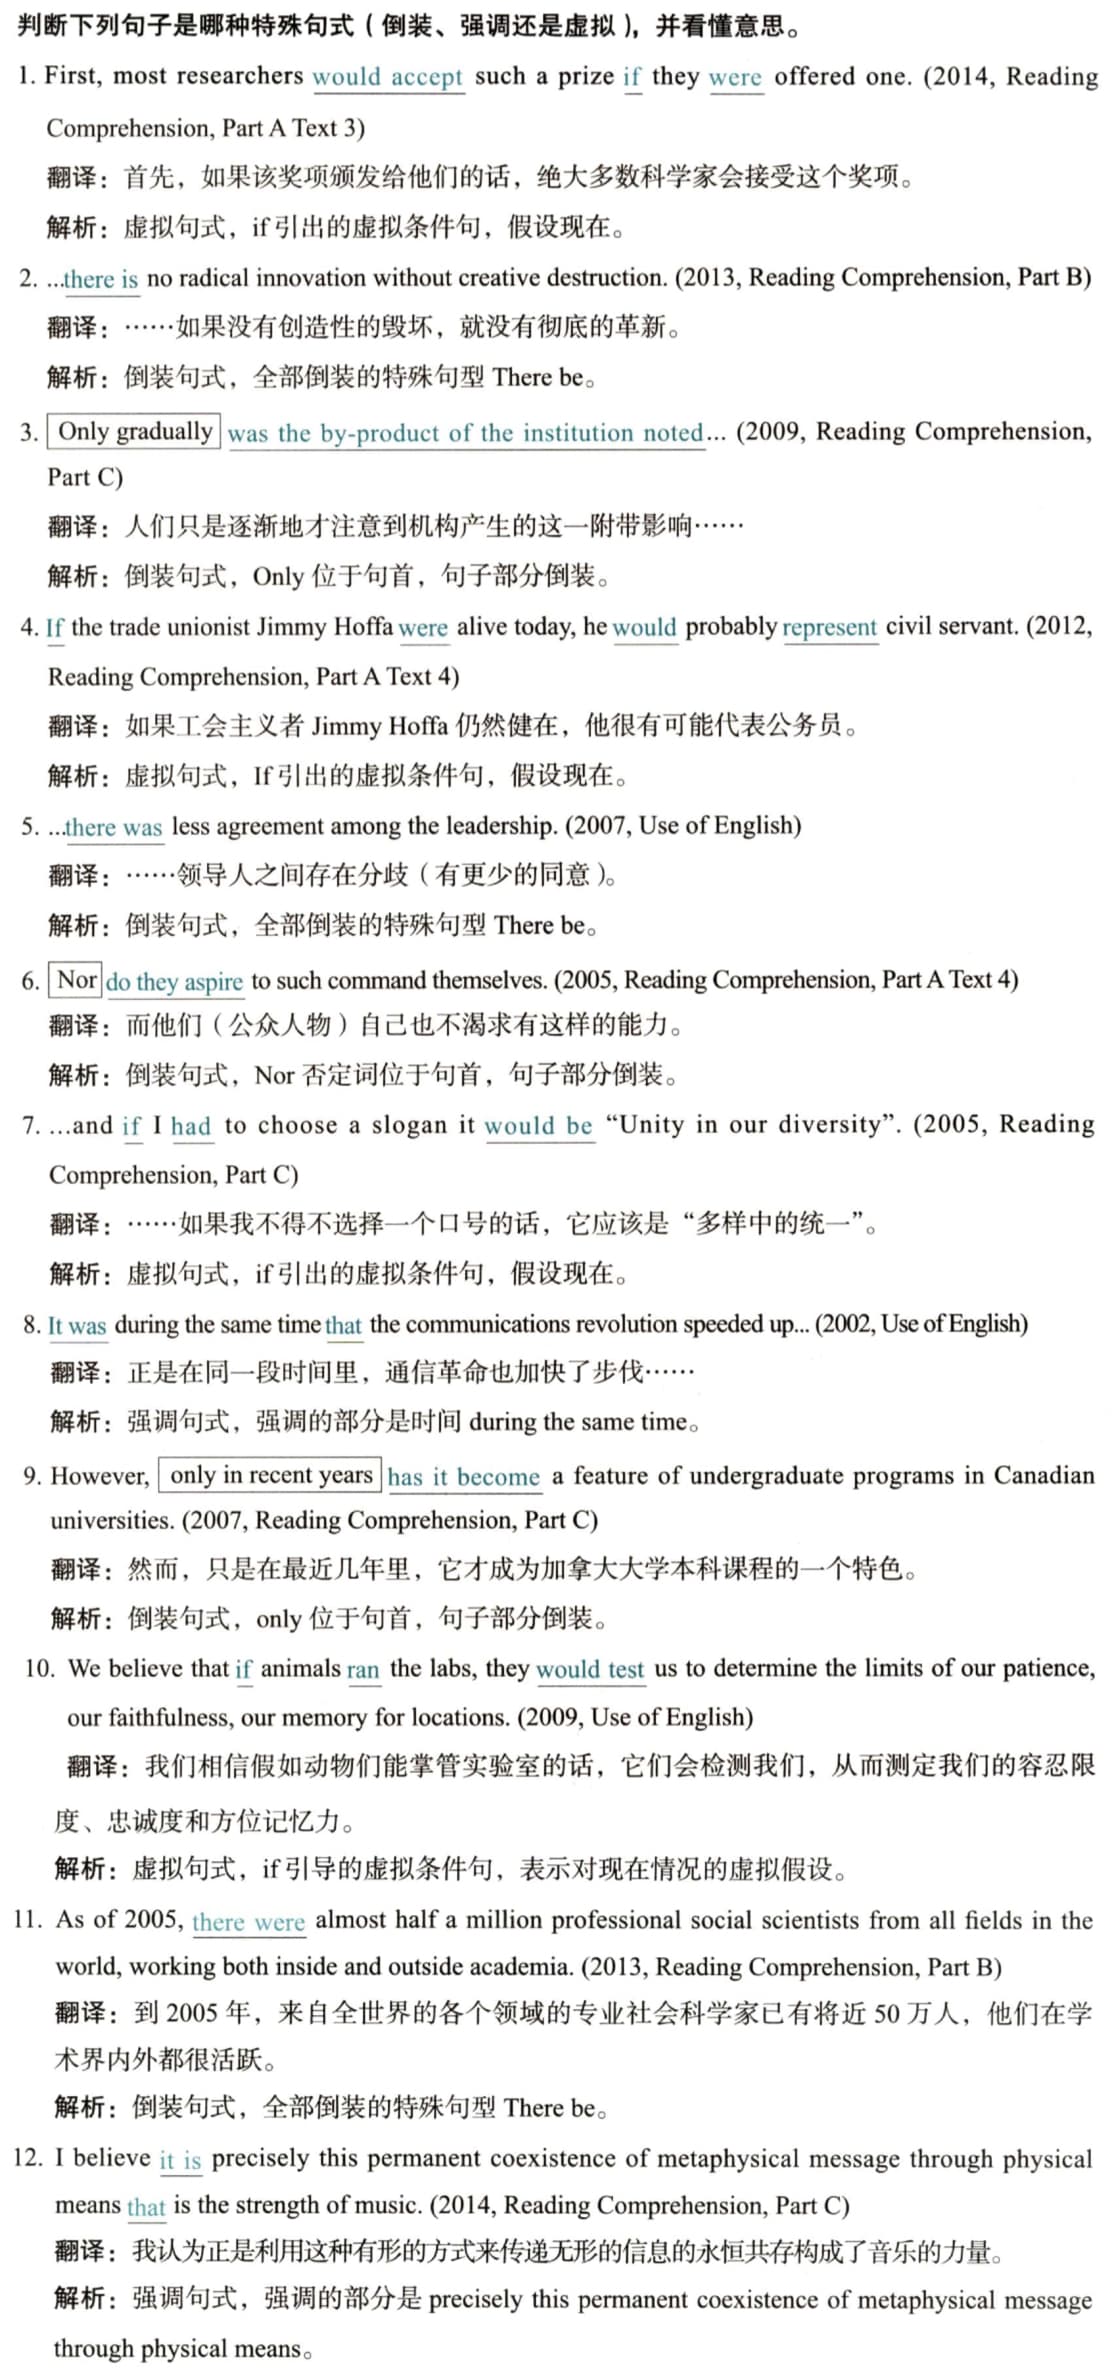 判断下列句子是哪种特殊句式（倒装、强调还是虚拟），并看懂意思。
1. First, most researchers would accept such a prize if they were offered one. (2014, Reading
Comprehension, Part A Text 3)
翻译：首先，如果该奖项颁发给他们的话，绝大多数科学家会接受这个奖项。
解析：虚拟句式，if 引出的虚拟条件句，假设现在。
2. ...there is no radical innovation without creative destruction. (2013, Reading Comprehension, Part B)
翻译：……如果没有创造性的毁坏，就没有彻底的革新。
解析：倒装句式，全部倒装的特殊句型 There be。
3. Only gradually was the by-product of the institution noted... (2009, Reading Comprehension,
Part C)
翻译：人们只是逐渐地才注意到机构产生的这一附带影响……
解析：倒装句式，Only 位于句首，句子部分倒装。
4. If the trade unionist Jimmy Hoffa were alive today, he would probably represent civil servant. (2012,
Reading Comprehension, Part A Text 4)
翻译：如果工会主义者 Jimmy Hoffa 仍然健在，他很有可能代表公务员。
解析：虚拟句式，If 引出的虚拟条件句，假设现在。
5. ...there was less agreement among the leadership. (2007, Use of English)
翻译：……领导人之间存在分歧（有更少的同意）。
解析：倒装句式，全部倒装的特殊句型 There be。
6. Nor do they aspire to such command themselves. (2005, Reading Comprehension, Part A Text 4)
翻译：而他们（公众人物）自己也不渴求有这样的能力。
解析：倒装句式，Nor 否定词位于句首，句子部分倒装。
7. ...and if I had to choose a slogan it would be “Unity in our diversity”. (2005, Reading
Comprehension, Part C)
翻译：……如果我不得不选择一个口号的话，它应该是“多样中的统一”。
解析：虚拟句式，if 引出的虚拟条件句，假设现在。
8. It was during the same time that the communications revolution speeded up... (2002, Use of English)
翻译：正是在同一段时间里，通信革命也加快了步伐……
解析：强调句式，强调的部分是时间 during the same time。
9. However, only in recent years has it become a feature of undergraduate programs in Canadian
universities. (2007, Reading Comprehension, Part C)
翻译：然而，只是在最近几年里，它才成为加拿大大学本科课程的一个特色。
解析：倒装句式，only 位于句首，句子部分倒装。
10. We believe that if animals ran the labs, they would test us to determine the limits of our patience,
our faithfulness, our memory for locations. (2009, Use of English)
翻译：我们相信假如动物们能掌管实验室的话，它们会检测我们，从而测定我们的容忍限
度、忠诚度和方位记忆力。
解析：虚拟句式，if 引导的虚拟条件句，表示对现在情况的虚拟假设。
11. As of 2005, there were almost half a million professional social scientists from all fields in the
world, working both inside and outside academia. (2013, Reading Comprehension, Part B)
翻译：到 2005 年，来自全世界的各个领域的专业社会科学家已有将近 50 万人，他们在学
术界内外都很活跃。
解析：倒装句式，全部倒装的特殊句型 There be。
12. I believe it is precisely this permanent coexistence of metaphysical message through physical
means that is the strength of music. (2014, Reading Comprehension, Part C)
翻译：我认为正是利用这种有形的方式来传递无形的信息的永恒共存构成了音乐的力量。
解析：强调句式，强调的部分是 precisely this permanent coexistence of metaphysical message
through physical means。